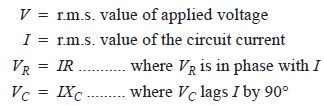 V = r.m.s. value of applied voltage
I = r.m.s. value of the circuit current
V_R = IR ........... where V_R is in phase with I
V_C = IX_C ......... where V_C lags I by 90°